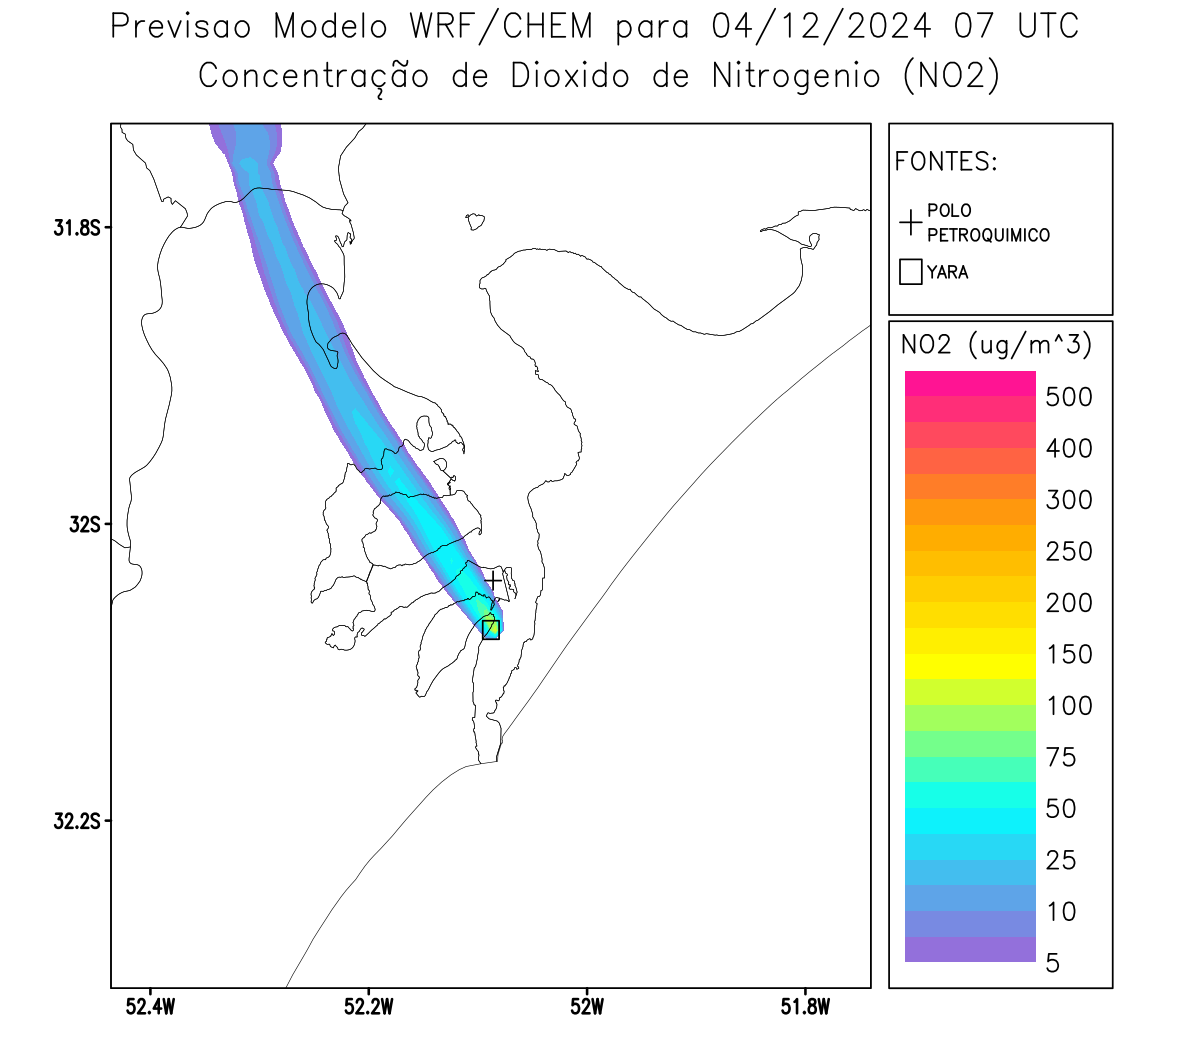 Previsao Modelo WRF/CHEM para 04/12/2024 07 UTC
Concentração de Dioxido de Nitrogenio (NO2)
FONTES:
POLO
PETROQUIMICO
YARA
NO2 (ug/m^3)
500
400
300
250
200
150
100
75
50
25
10
5
31.8S
32S
32.2S
52.4W
52.2W
52W
51.8W